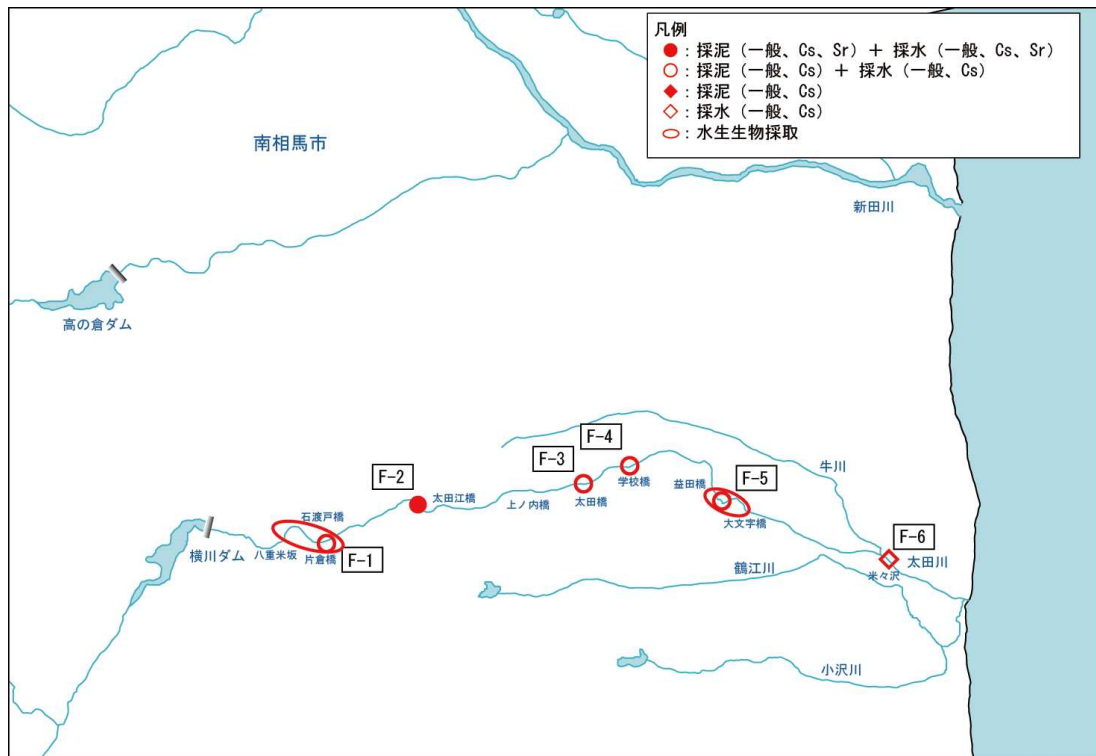 凡例
●：採泥（一般、Cs、Sr）＋ 採水（一般、Cs、Sr）
○：採泥（一般、Cs）＋ 採水（一般、Cs）
◆：採泥（一般、Cs）
◇：採水（一般、Cs）
：水生生物採取
南相馬市
新田川
高の倉ダム
F-4
F-3
牛川
F-2
学校橋
益田橋
F-5
太田江橋
上ノ内橋
太田橋
石渡戸橋
大文字橋
F-6
横川ダム
八重米坂
片倉橋
F-1
太田川
鶴江川
米々沢
小沢川